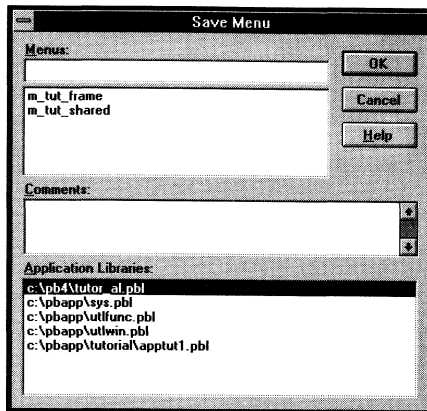 Save Menu
Menus:
OK
m_tut_frame
m_tut_shared
Cancel
Help
Comments:
Application Libraries:
c:\pb4\tutor_al.pbl
c:\pbapp\sys.pbl
c:\pbapp\utlfunc.pbl
c:\pbapp\utlwin.pbl
c:\pbapp\tutorial\apptut1.pbl